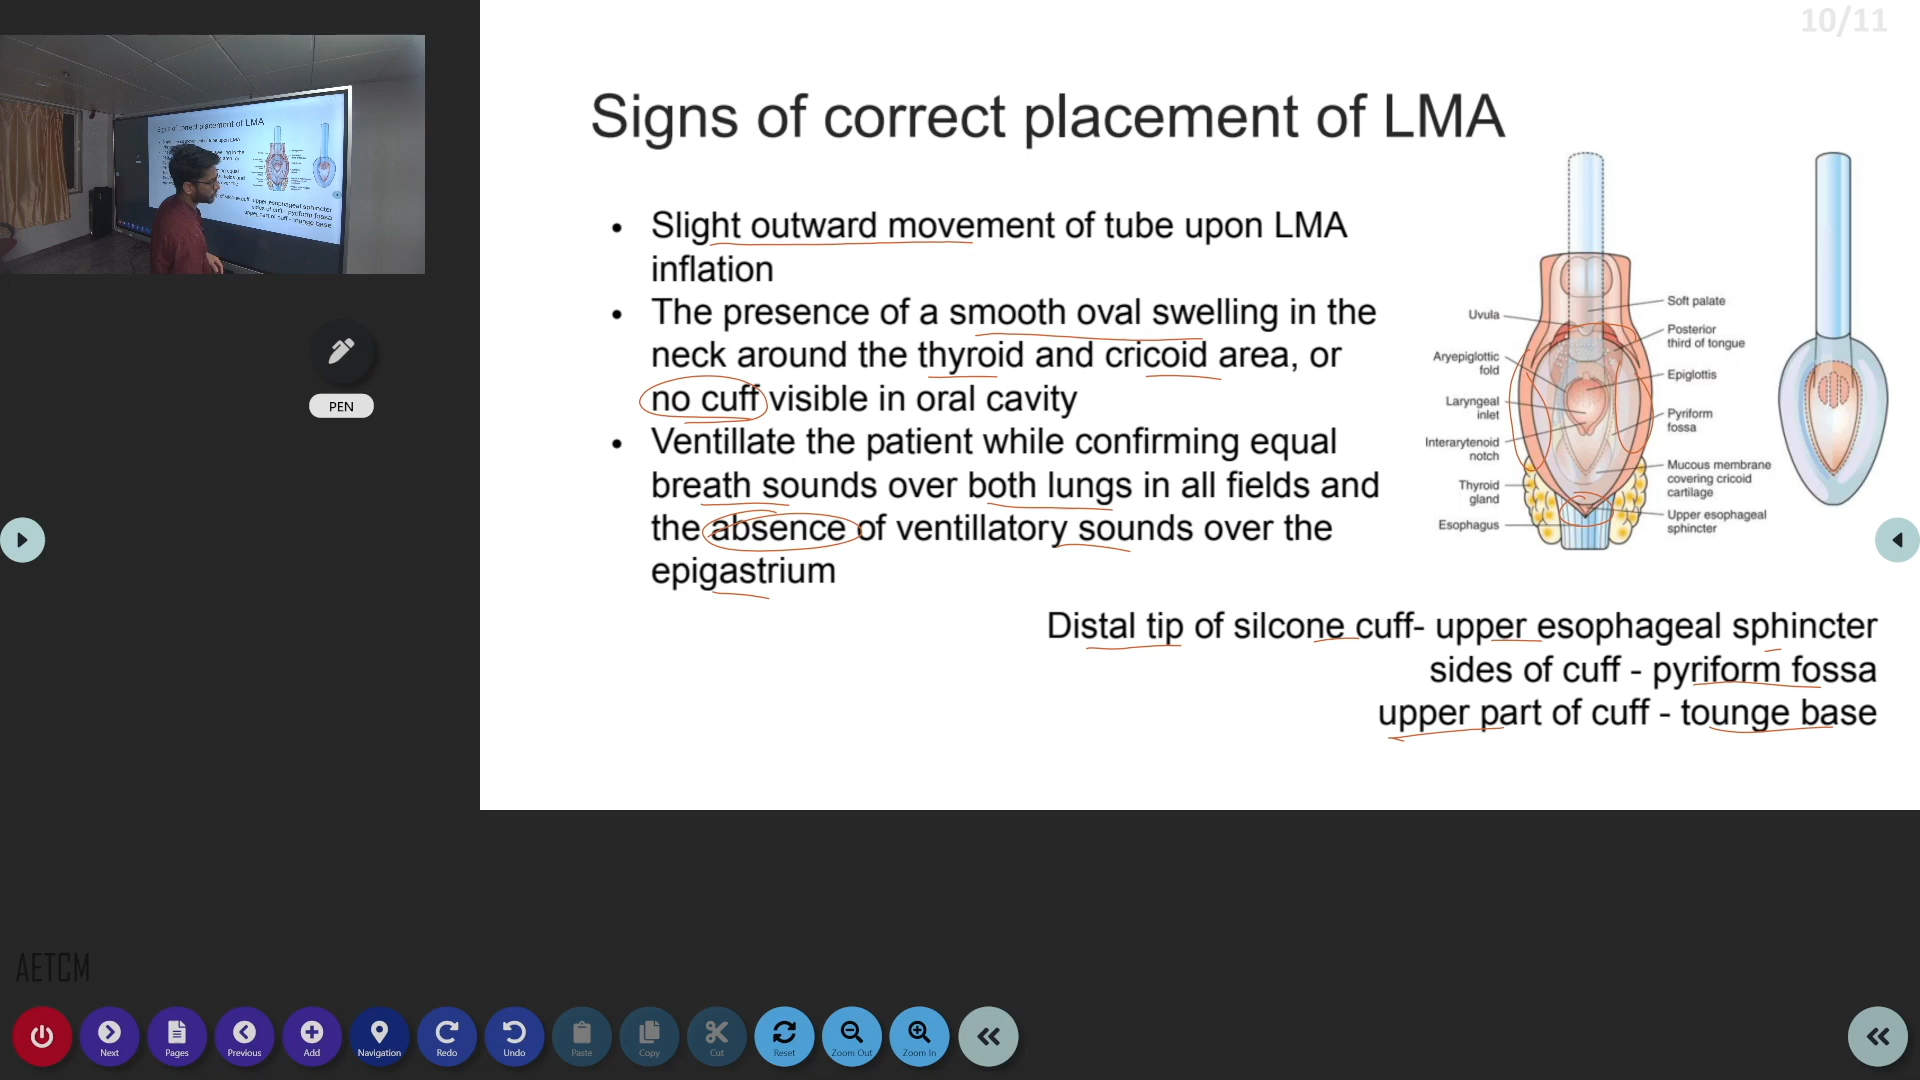 10/11
Signs of correct placement of LMA
• Slight outward movement of tube upon LMA
inflation
• The presence of a smooth oval swelling in the
neck around the thyroid and cricoid area, or
no cuff visible in oral cavity
• Ventillate the patient while confirming equal
breath sounds over both lungs in all fields and
the absence of ventillatory sounds over the
epigastrium
Uvula
Aryepiglottic
fold
Laryngeal
inlet
Interarytenoid
notch
Thyroid
gland
Esophagus
Soft palate
Posterior
third of tongue
Epiglottis
Pyriform
fossa
Mucous membrane
covering cricoid
cartilage
Upper esophageal
sphincter
Distal tip of silcone cuff- upper esophageal sphincter
sides of cuff - pyriform fossa
upper part of cuff - tounge base
PEN
AETCM
Next
Pages
Previous
Add
Navigation
Redo
Undo
Paste
Copy
Cut
Reset
Zoom Out
Zoom In